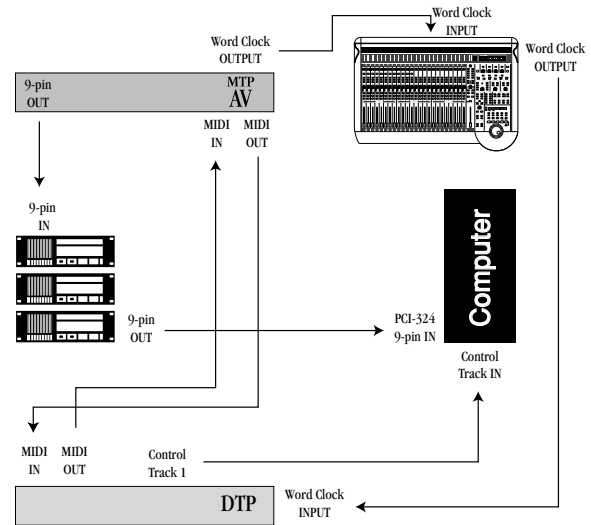 Word Clock
INPUT
Word Clock
OUTPUT
Word Clock
OUTPUT
9-pin
OUT
MTP
AV
MIDI
IN
MIDI
OUT
9-pin
IN
Computer
9-pin
OUT
PCI-324
9-pin IN
Control
Track IN
MIDI
IN
MIDI
OUT
Control
Track 1
DTP
Word Clock
INPUT